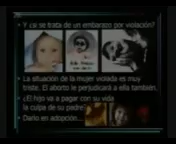 Y ¿si se trata de un embarazo por violación?
La situación de la mujer violada es muy
triste. El aborto le perjudicará a ella también.
¿El hijo va a pagar con su vida
la culpa de su padre?
Darlo en adopción...